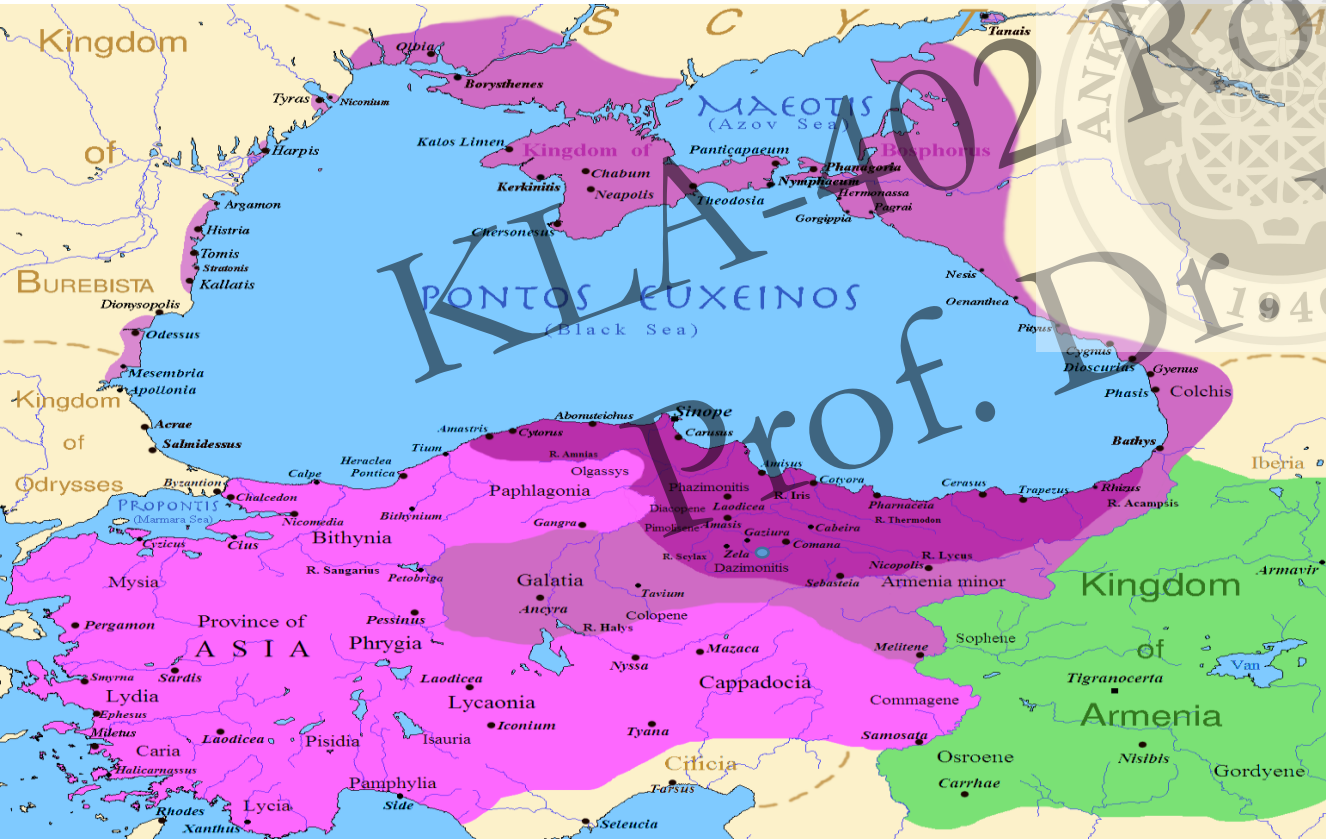 S C Y T H I A
Kingdom
of
BUREBISTA
Olbia
Borysthenes
Tanais
Tyras
Niconium
Harpis
MAEOTIS
(Azov Sea)
Kalos Limen
Kingdom of
Bosphorus
Panticapaeum
Chabum
Kerkinitis
Neapolis
Chersonesus
Theodosia
Nymphaeum
Phanagoria
Hermonassa
Pagrai
Gorgippia
Argamon
Histria
Tomis
Stratonis
Kallatis
Dionysopolis
Odessus
Mesembria
Apollonia
PONTOS EUXEINOS
(Black Sea)
Nesis
Oenanthea
Pityus
Cygnus
Dioscurias
Gyenus
Phasis
Colchis
Bathys
Kingdom
of
Odrysses
Acrae
Salmidessus
Byzantion
PROPONTIS
(Marmara Sea)
Calpe
Chalcedon
Nicomedia
Cyzicus
Cius
Heraclea
Pontica
Tium
Amastris
Cytorus
Abonuteichus
Sinope
Carusus
R. Amnias
Olgassys
Paphlagonia
Gangra
Bithynium
Bithynia
R. Sangarius
Petobriga
Phazimonitis
Diacopene
Laodicea
Pimolisene
Amasis
Gaziura
R. Scylax
Zela
Dazimonitis
Comana
Cabeira
Amisus
R. Iris
Cotyora
Pharnaceia
R. Thermodon
Cerasus
Trapezus
Rhizus
R. Acampsis
Iberia
R. Lycus
Nicopolis
Sebasteia
Armenia minor
Galatia
Ancyra
Tavium
Colopene
R. Halys
Mysia
Pergamon
Province of
A S I A
Pessinus
Phrygia
Smyrna
Sardis
Lydia
Ephesus
Miletus
Caria
Laodicea
Halicarnassus
Pisidia
Lycia
Rhodes
Xanthus
Pamphylia
Side
Laodicea
Lycaonia
Iconium
Isauria
Nyssa
Mazaca
Cappadocia
Tyana
Melitene
Commagene
Samosata
Cilicia
Tarsus
Seleucia
Kingdom
of
Armenia
Armavir
Sophene
Tigranocerta
Van
Osroene
Carrhae
Nisibis
Gordyene
KLA-402 Ro
Prof. Dr
ANK
1946